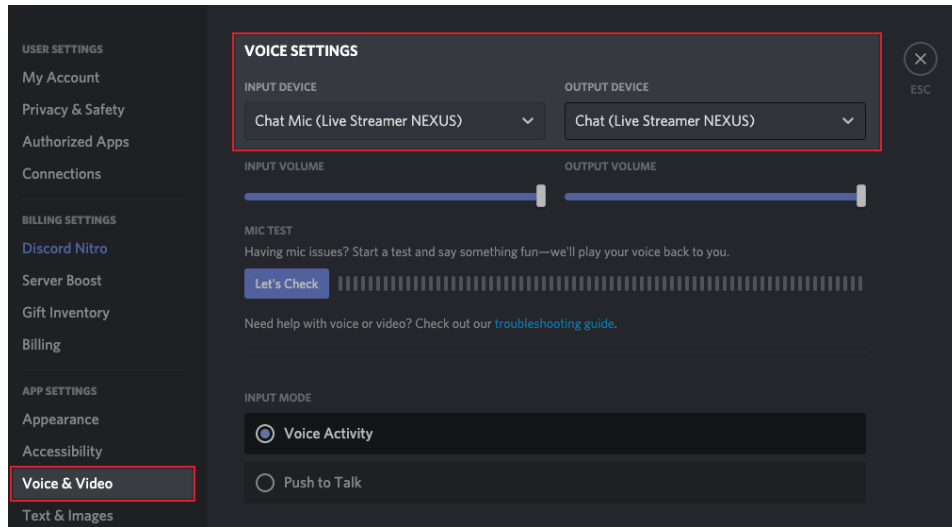 USER SETTINGS
My Account
Privacy & Safety
Authorized Apps
Connections
BILLING SETTINGS
Discord Nitro
Server Boost
Gift Inventory
Billing
APP SETTINGS
Appearance
Accessibility
Voice & Video
Text & Images
VOICE SETTINGS
INPUT DEVICE
Chat Mic (Live Streamer NEXUS)
OUTPUT DEVICE
Chat (Live Streamer NEXUS)
INPUT VOLUME
OUTPUT VOLUME
MIC TEST
Having mic issues? Start a test and say something fun—we'll play your voice back to you.
Let's Check
Need help with voice or video? Check out our troubleshooting guide.
INPUT MODE
Voice Activity
Push to Talk
ESC